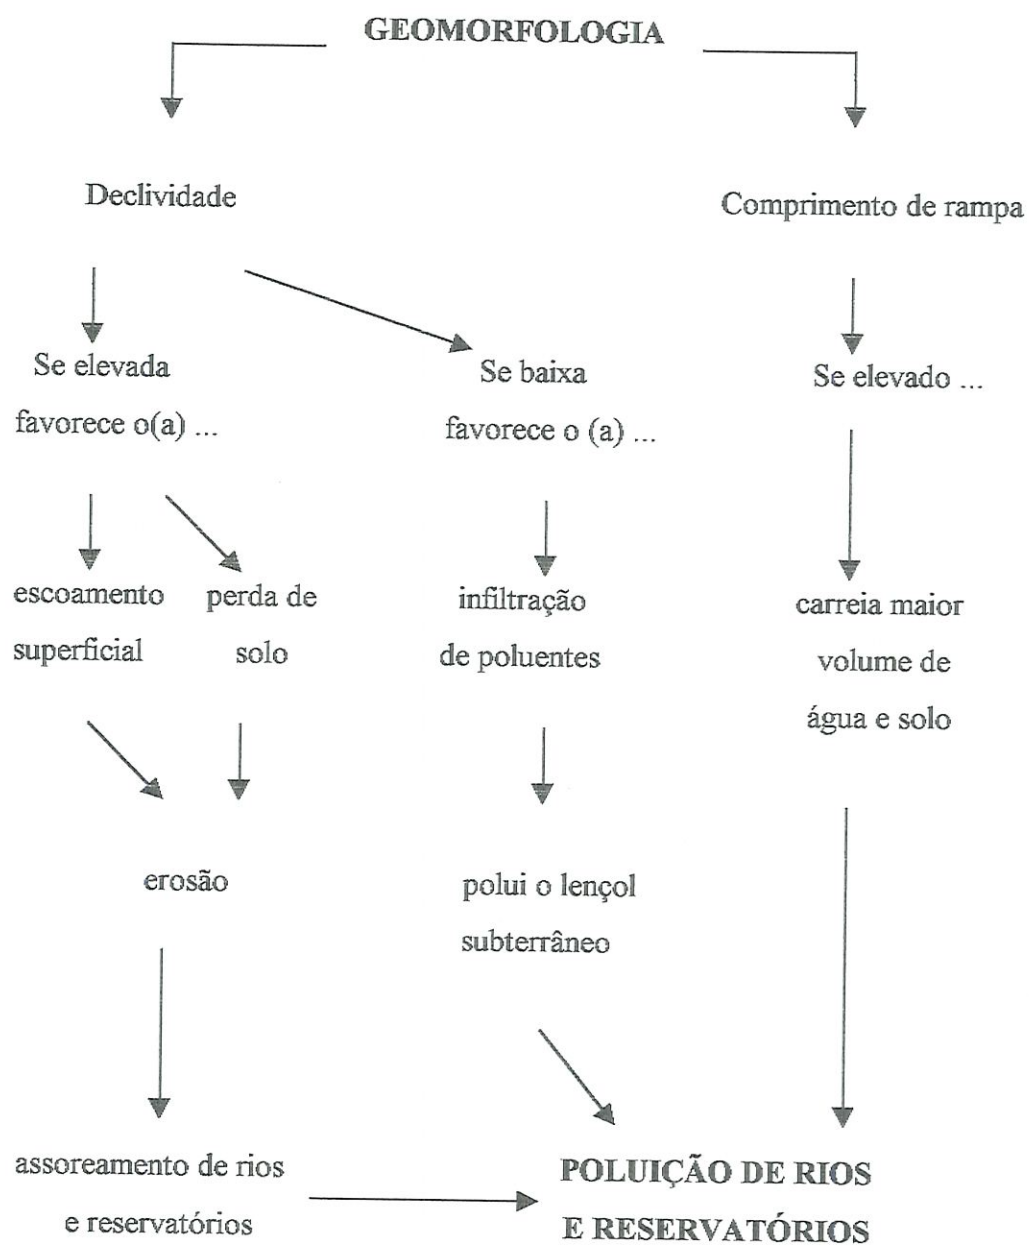 GEOMORFOLOGIA
Declividade
Comprimento de rampa
Se elevada
favorece o(a) ...
Se baixa
favorece o (a) ...
Se elevado ...
escoamento
superficial
perda de
solo
infiltração
de poluentes
carreia maior
volume de
água e solo
erosão
polui o lençol
subterrâneo
assoreamento de rios
e reservatórios
POLUIÇÃO DE RIOS
E RESERVATÓRIOS